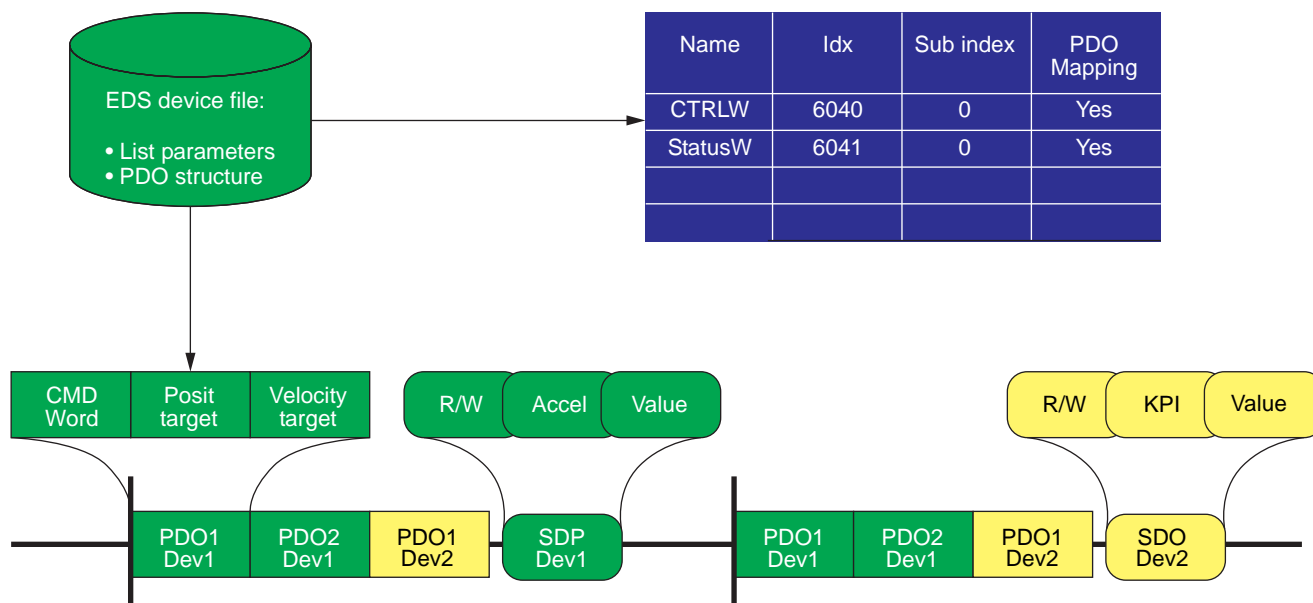 EDS device file:
• List parameters
• PDO structure
Name Idx Sub index PDO Mapping
CTRLW 6040 0 Yes
StatusW 6041 0 Yes
CMD Word
Posit target
Velocity target
R/W Accel Value
R/W KPI Value
PDO1 Dev1
PDO2 Dev1
PDO1 Dev2
SDP Dev1
PDO1 Dev1
PDO2 Dev1
PDO1 Dev2
SDO Dev2